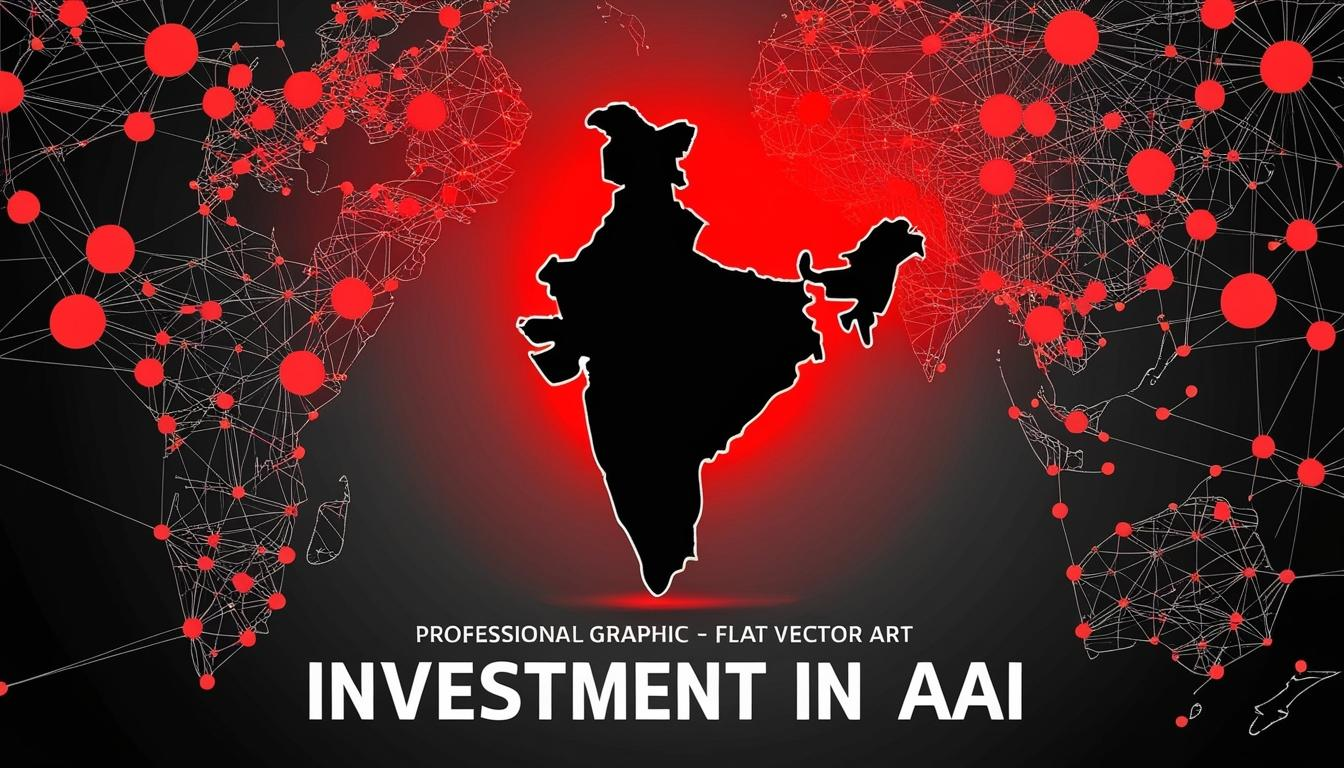 PROFESSIONAL GRAPHIC – FLAT VECTOR ART
INVESTMENT IN AAI